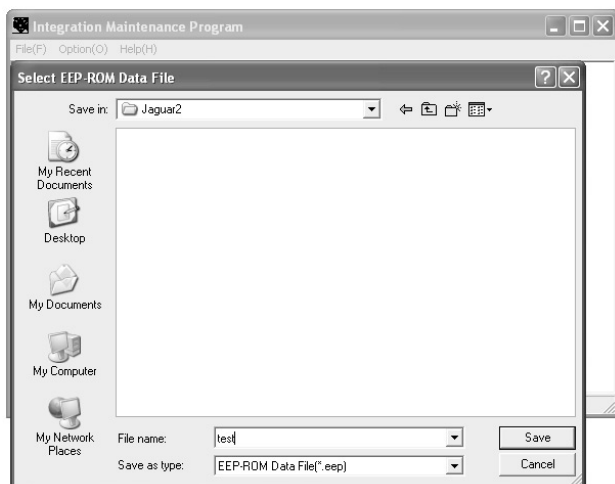 Integration Maintenance Program
File(F) Option(O) Help(H)
Select EEP-ROM Data File
Save in: Jaguar2
My Recent
Documents
Desktop
My Documents
My Computer
My Network
Places
File name: test
Save
Save as type: EEP-ROM Data File(*.eep)
Cancel